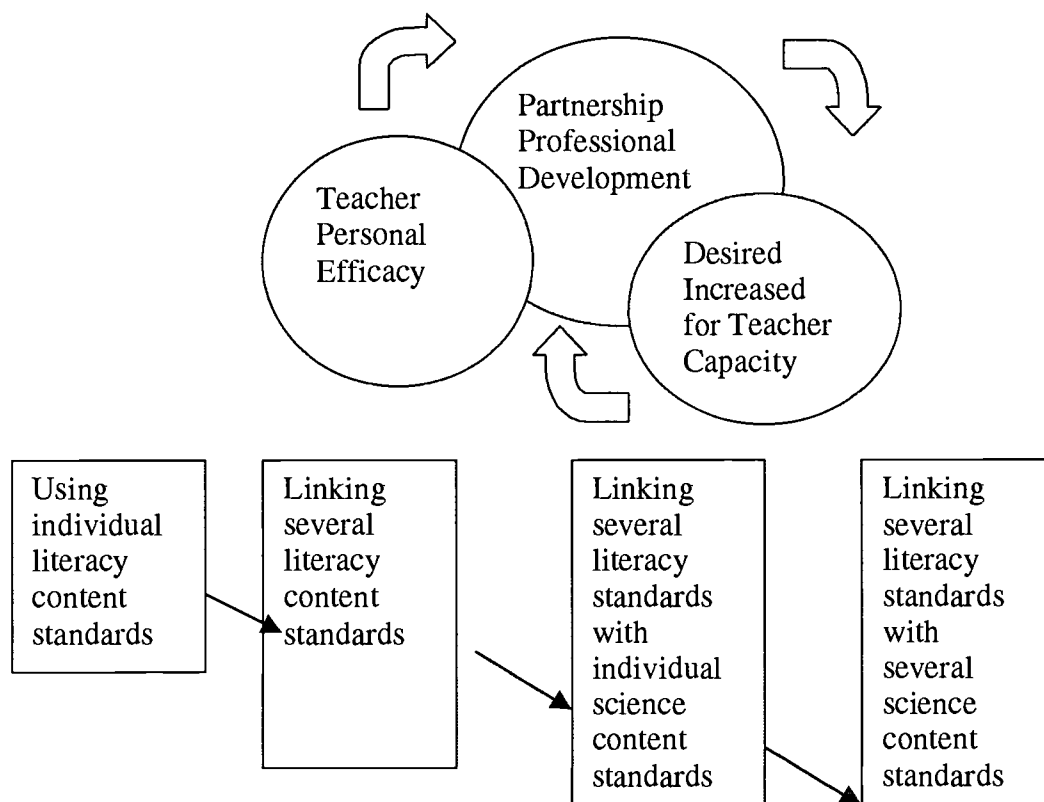 Partnership
Professional
Development
Teacher
Personal
Efficacy
Desired
Increased
for Teacher
Capacity
Using
individual
literacy
content
standards
Linking
several
literacy
content
standards
Linking
several
literacy
standards
with
individual
science
content
standards
Linking
several
literacy
standards
with
several
science
content
standards